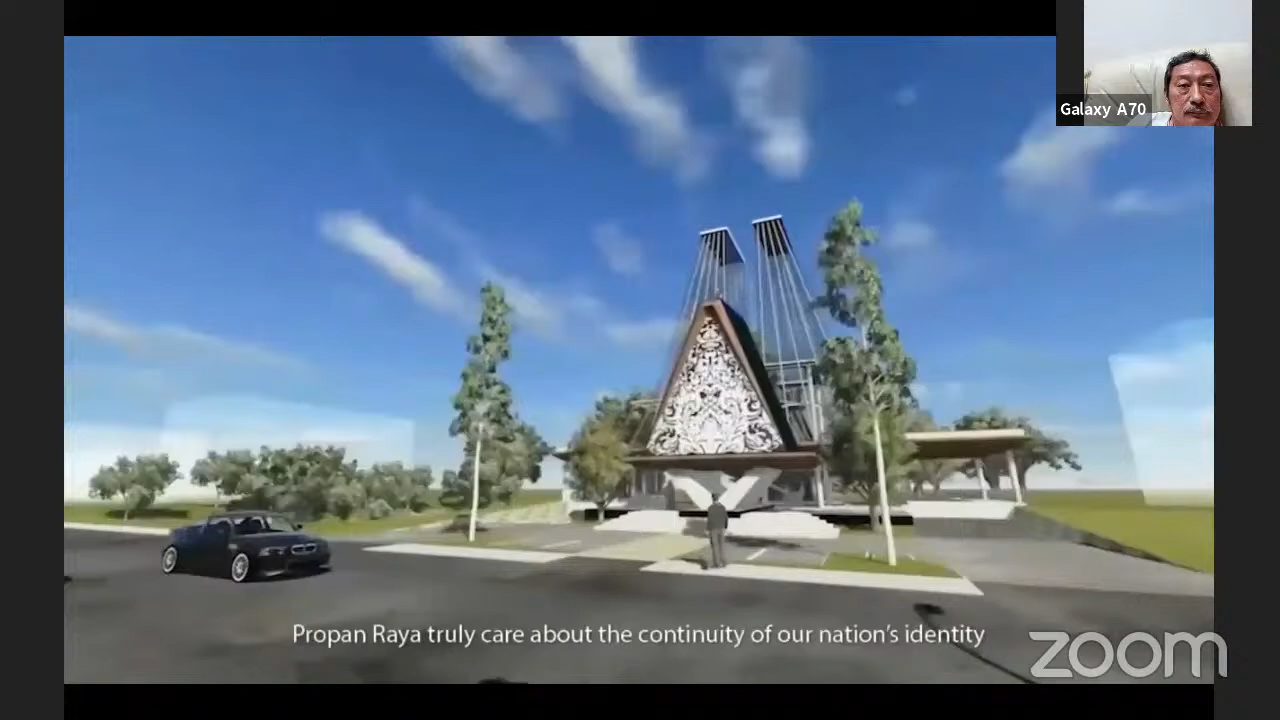 Galaxy A70
Propan Raya truly care about the continuity of our nation's identity
zoom